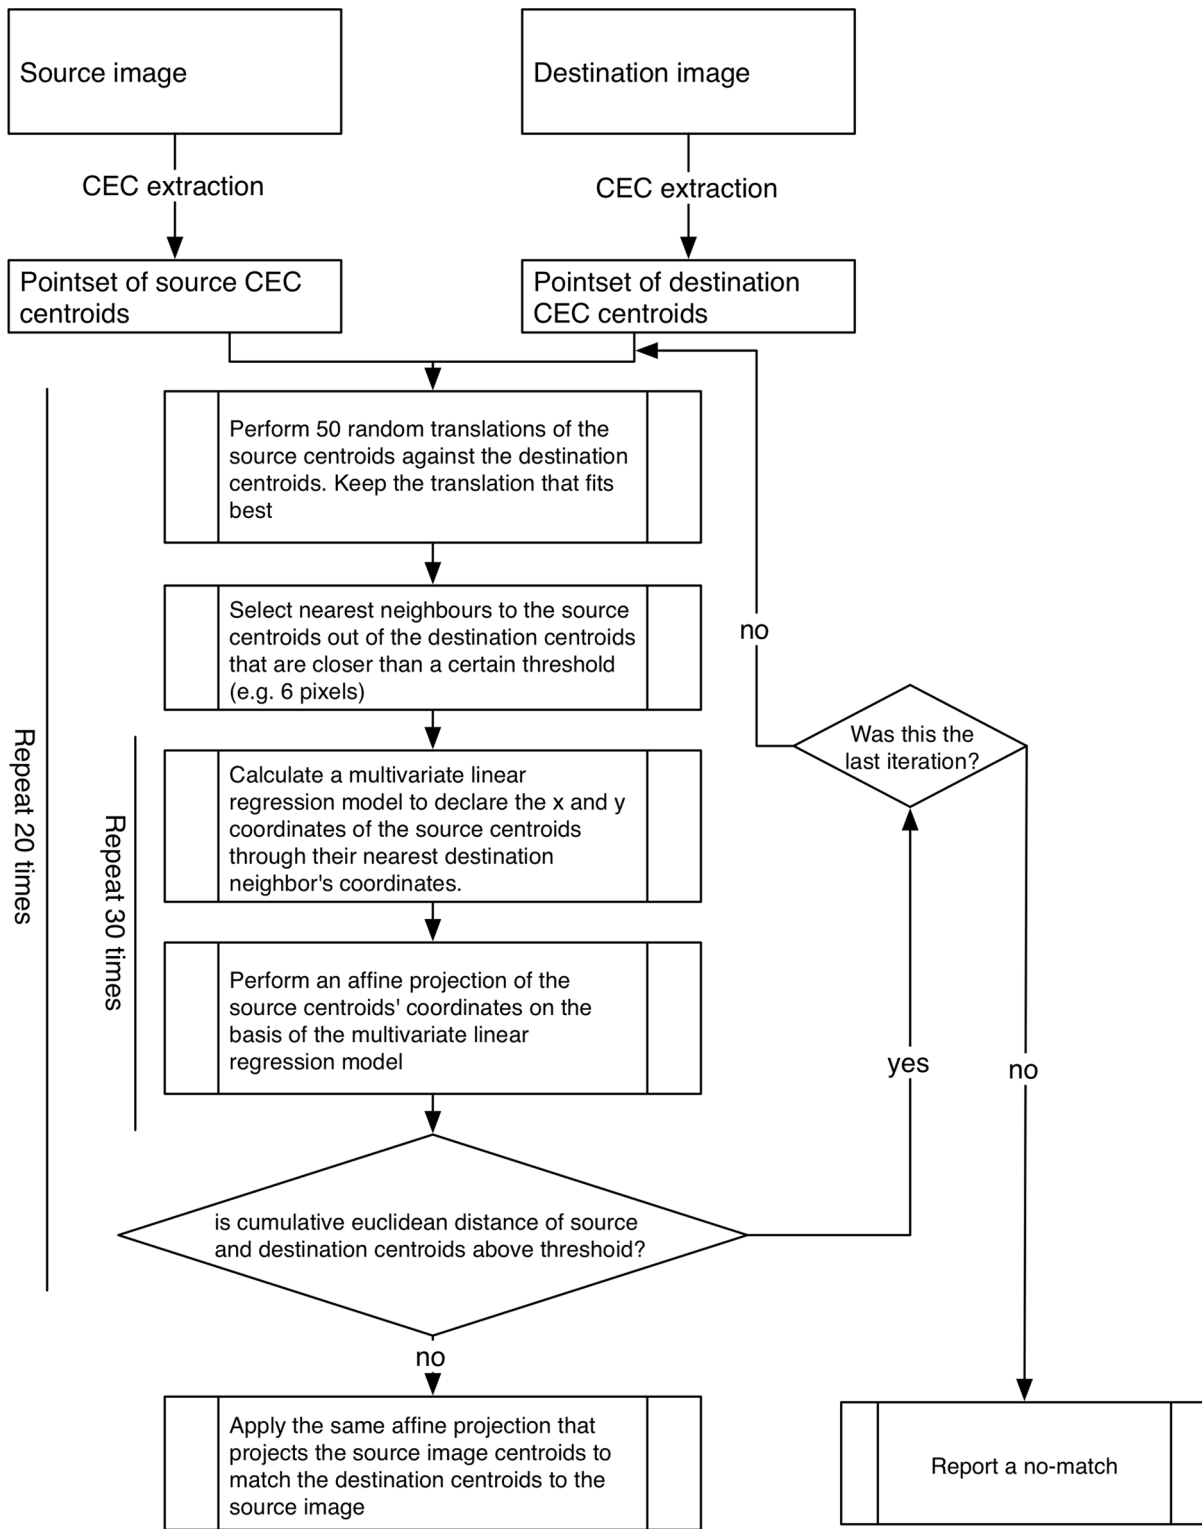 Source image
Destination image
CEC extraction
CEC extraction
Pointset of source CEC
centroids
Pointset of destination
CEC centroids
Perform 50 random translations of the
source centroids against the destination
centroids. Keep the translation that fits
best
Select nearest neighbours to the source
centroids out of the destination centroids
that are closer than a certain threshold
(e.g. 6 pixels)
no
Was this the
last iteration?
Repeat 20 times
Calculate a multivariate linear
regression model to declare the x and y
coordinates of the source centroids
through their nearest destination
neighbor's coordinates.
Repeat 30 times
Perform an affine projection of the
source centroids' coordinates on the
basis of the multivariate linear
regression model
yes
no
is cumulative euclidean distance of source
and destination centroids above threshoid?
no
Apply the same affine projection that
projects the source image centroids to
match the destination centroids to the
source image
Report a no-match